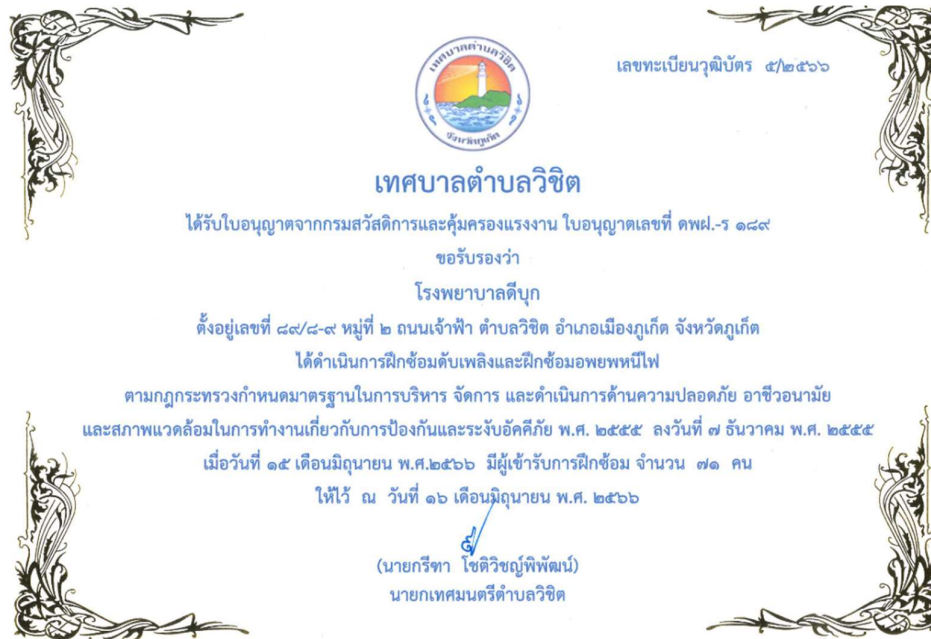 เทศบาลตำบลวิชิต
จังหวัดภูเก็ต
เลขทะเบียนวุฒิบัตร ๕/๒๕๖๖
เทศบาลตำบลวิชิต
ได้รับใบอนุญาตจากกรมสวัสดิการและคุ้มครองแรงงาน ใบอนุญาตเลขที่ ดพฝ.-ร ๑๘๙
ขอรับรองว่า
โรงพยาบาลดีบุก
ตั้งอยู่เลขที่ ๘๙/๘-๙ หมู่ที่ ๒ ถนนเจ้าฟ้า ตำบลวิชิต อำเภอเมืองภูเก็ต จังหวัดภูเก็ต
ได้ดำเนินการฝึกซ้อมดับเพลิงและฝึกซ้อมอพยพหนีไฟ
ตามกฎกระทรวงกำหนดมาตรฐานในการบริหาร จัดการ และดำเนินการด้านความปลอดภัย อาชีวอนามัย
และสภาพแวดล้อมในการทำงานเกี่ยวกับการป้องกันและระงับอัคคีภัย พ.ศ. ๒๕๕๕ ลงวันที่ ๗ ธันวาคม พ.ศ. ๒๕๕๕
เมื่อวันที่ ๑๕ เดือนมิถุนายน พ.ศ.๒๕๖๖ มีผู้เข้ารับการฝึกซ้อม จำนวน ๗๑ คน
ให้ไว้ ณ วันที่ ๑๖ เดือนมิถุนายน พ.ศ. ๒๕๖๖
(นายกรีฑา โชติวิชญ์พิพัฒน์)
นายกเทศมนตรีตำบลวิชิต